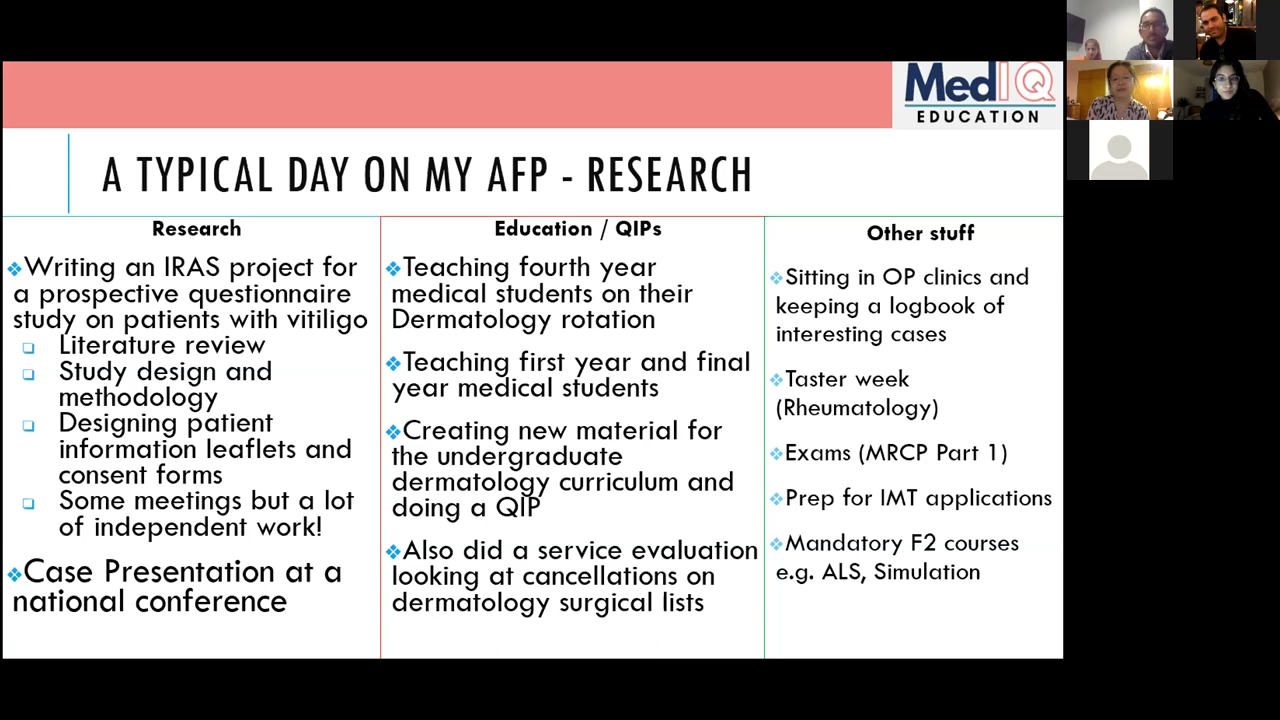 MedIQ
EDUCATION
A TYPICAL DAY ON MY AFP - RESEARCH
Research
❖Writing an IRAS project for
a prospective questionnaire
study on patients with vitiligo
❑ Literature review
❑ Study design and
methodology
❑ Designing patient
information leaflets and
consent forms
❑ Some meetings but a lot
of independent work!
❖Case Presentation at a
national conference
Education / QIPs
❖Teaching fourth year
medical students on their
Dermatology rotation
❖Teaching first year and final
year medical students
❖Creating new material for
the undergraduate
dermatology curriculum and
doing a QIP
❖Also did a service evaluation
looking at cancellations on
dermatology surgical lists
Other stuff
❖Sitting in OP clinics and
keeping a logbook of
interesting cases
❖Taster week
(Rheumatology)
❖Exams (MRCP Part 1)
❖Prep for IMT applications
❖Mandatory F2 courses
e.g. ALS, Simulation